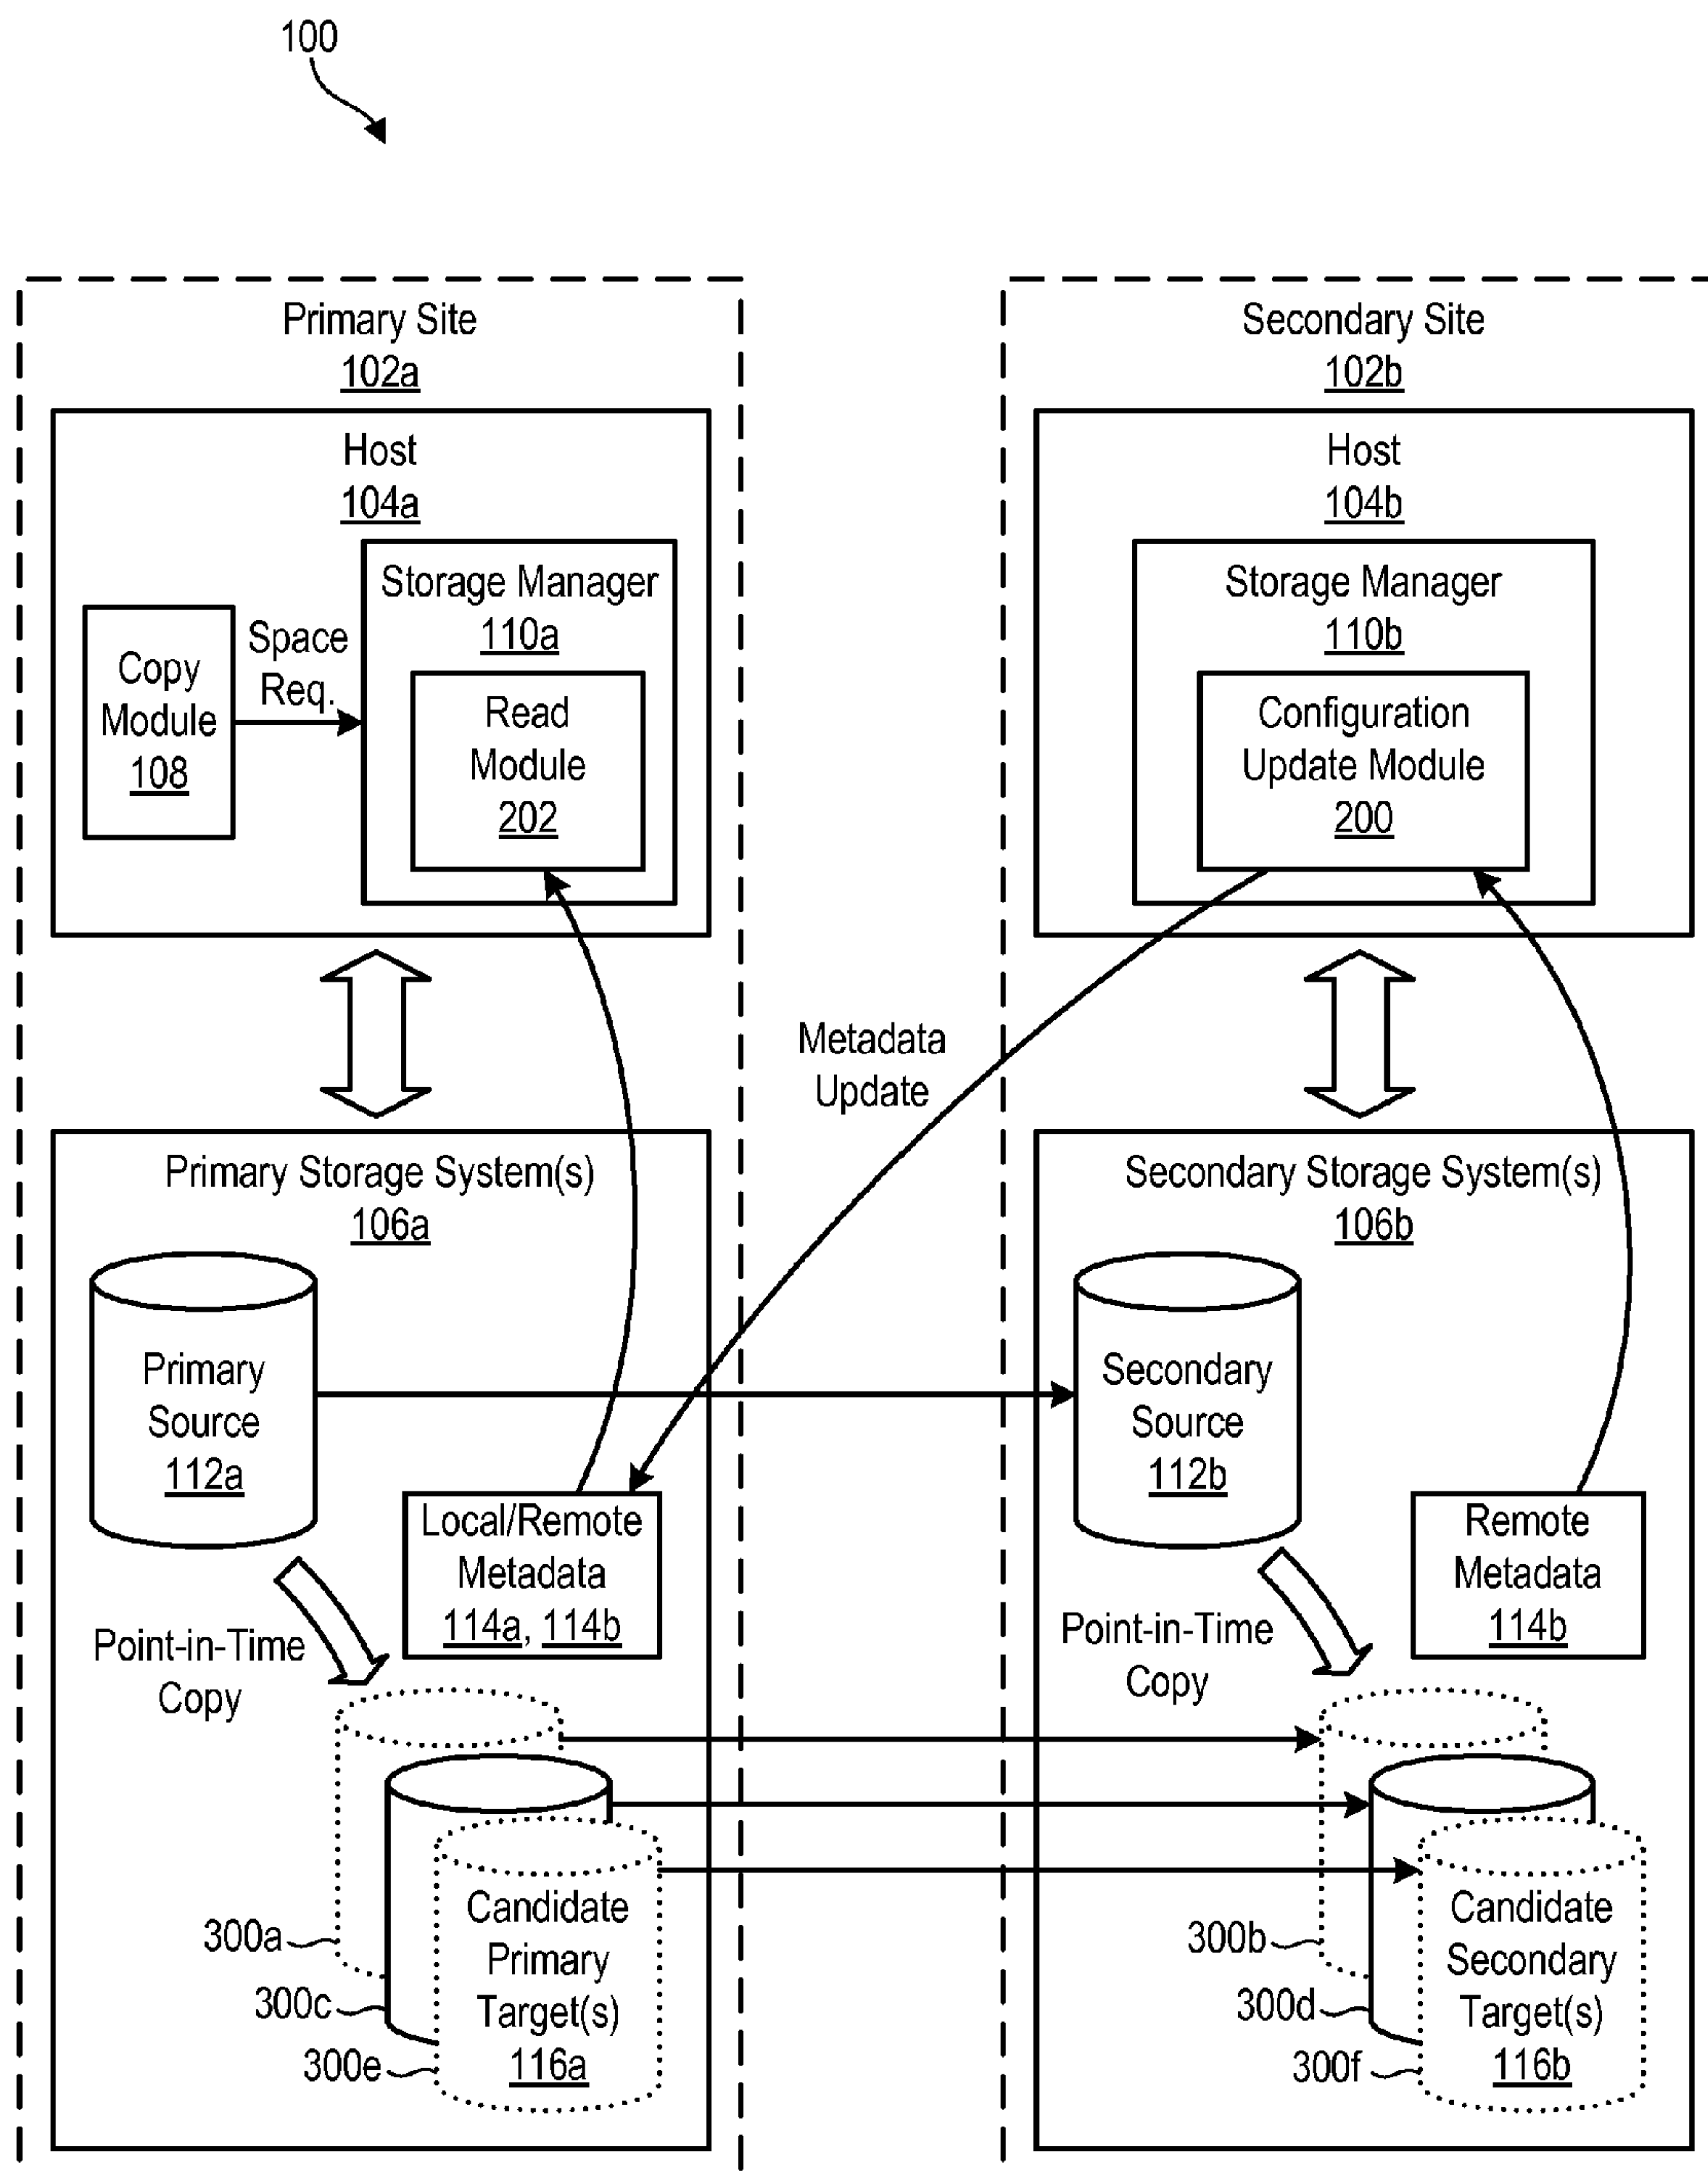 100
Primary Site
102a
Host
104a
Storage Manager
110a
Copy
Module
108
Space
Req.
Read
Module
202
Secondary Site
102b
Host
104b
Storage Manager
110b
Configuration
Update Module
200
Metadata
Update
Primary Storage System(s)
106a
Primary
Source
112a
Local/Remote
Metadata
114a, 114b
Point-in-Time
Copy
300a
300c
300e
Candidate
Primary
Target(s)
116a
Secondary Storage System(s)
106b
Secondary
Source
112b
Remote
Metadata
114b
Point-in-Time
Copy
300b
300d
300f
Candidate
Secondary
Target(s)
116b